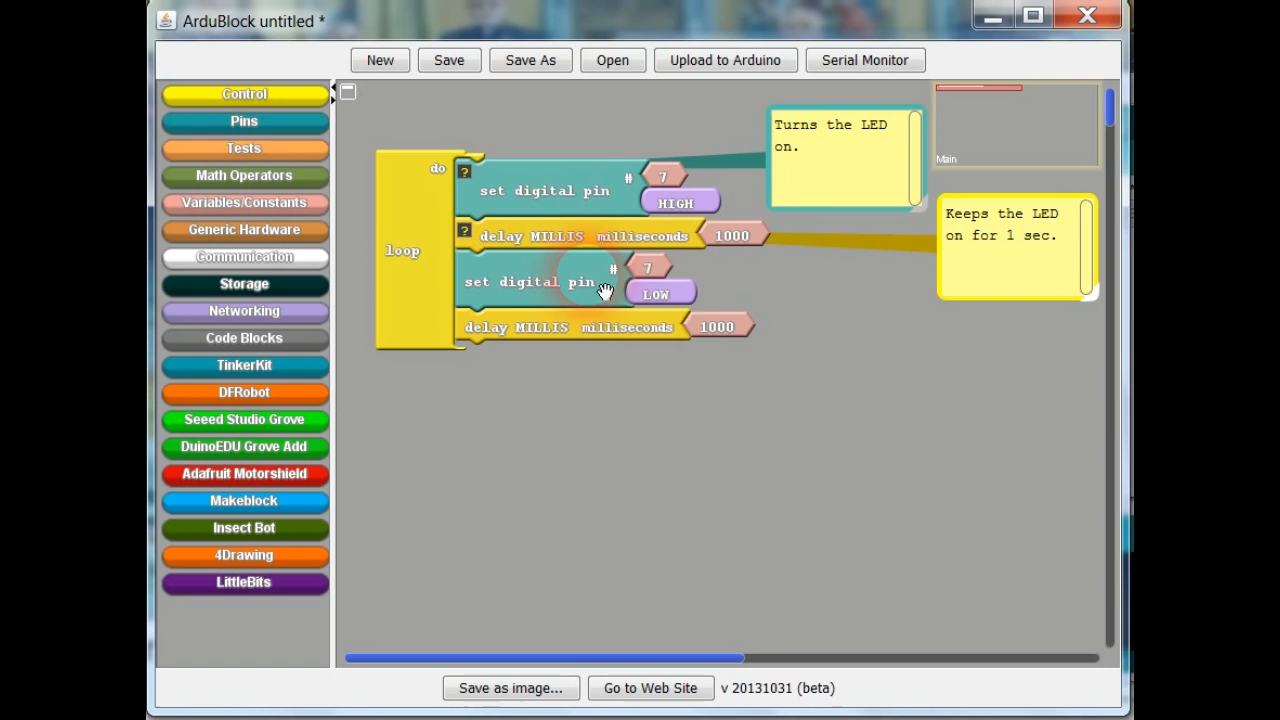 ArduBlock untitled *
New Save Save As Open Upload to Arduino Serial Monitor
Control
Pins
Tests
Math Operators
Variables/Constants
Generic Hardware
Communication
Storage
Networking
Code Blocks
TinkerKit
DFRobot
Seeed Studio Grove
DuinoEDU Grove Add
Adafruit Motorshield
Makeblock
Insect Bot
4Drawing
LittleBits
loop
do
? set digital pin # 7
HIGH
? delay MILLIS milliseconds 1000
set digital pin # 7
LOW
delay MILLIS milliseconds 1000
Turns the LED
on.
Keeps the LED
on for 1 sec.
Main
Save as image... Go to Web Site v 20131031 (beta)